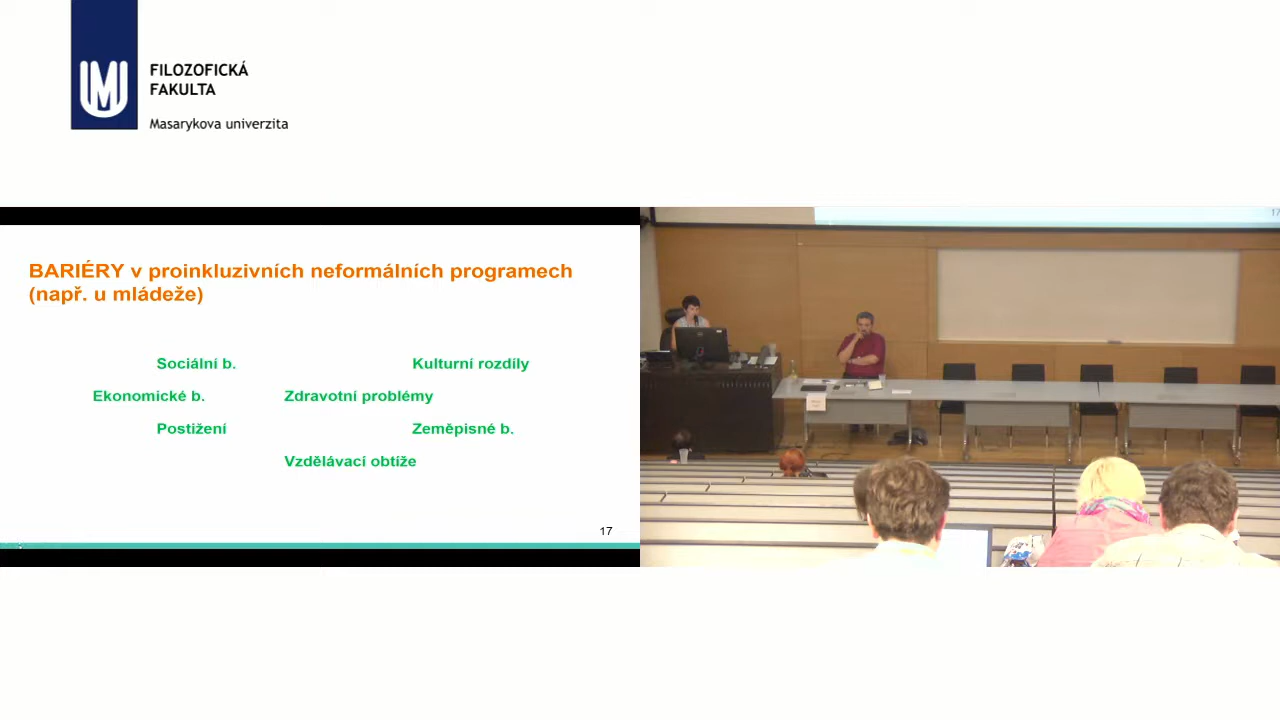 FILOZOFICKÁ
FAKULTA
Masarykova univerzita
BARIÉRY v proinkluzivních neformálních programech
(např. u mládeže)
Sociální b.
Kulturní rozdíly
Ekonomické b.
Zdravotní problémy
Postižení
Zeměpisné b.
Vzdělávací obtíže
17
17